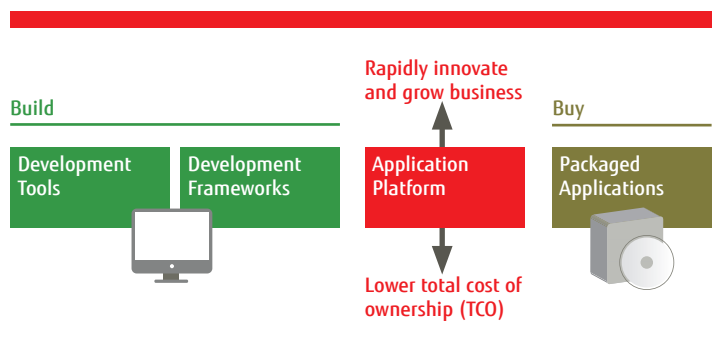 Rapidly innovate
and grow business
Build
Buy
Development
Tools
Development
Frameworks
Application
Platform
Packaged
Applications
Lower total cost of
ownership (TCO)